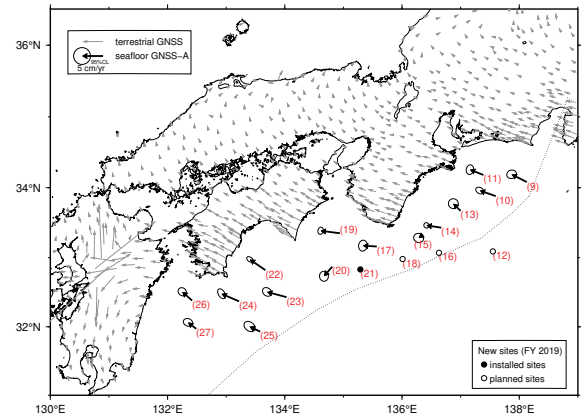 36°N
34°N
32°N
130°E
132°E
134°E
136°E
138°E
terrestrial GNSS
seafloor GNSS−A
95%CL
5 cm/yr
(11)
(9)
(10)
(13)
(14)
(19)
(15)
(17)
(12)
(16)
(18)
(20)
(21)
(22)
(23)
(24)
(26)
(25)
(27)
New sites (FY 2019)
installed sites
planned sites